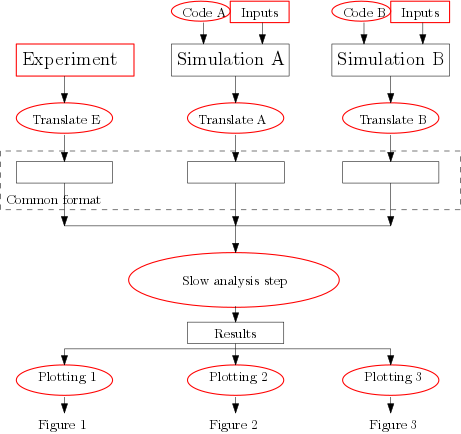 Code A Inputs Code B Inputs
Experiment Simulation A Simulation B
Translate E Translate A Translate B
Common format
Slow analysis step
Results
Plotting 1 Plotting 2 Plotting 3
Figure 1 Figure 2 Figure 3